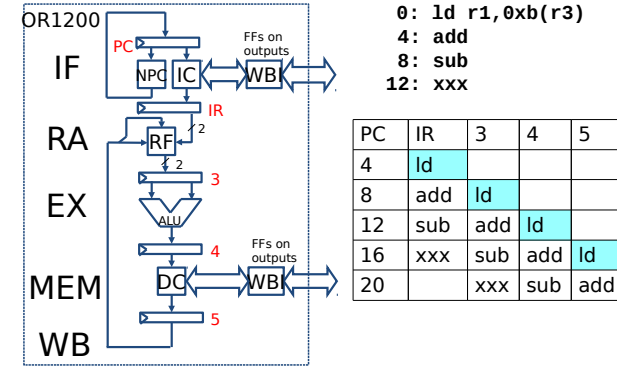 OR1200
PC
IF
NPC
IC
FFs on
outputs
WBI
IR
2
RA
RF
2
3
EX
ALU
4
FFs on
outputs
MEM
DC
WBI
5
WB
0: ld r1,0xb(r3)
4: add
8: sub
12: xxx
PC IR 3 4 5
4 ld
8 add ld
12 sub add ld
16 xxx sub add ld
20 xxx sub add